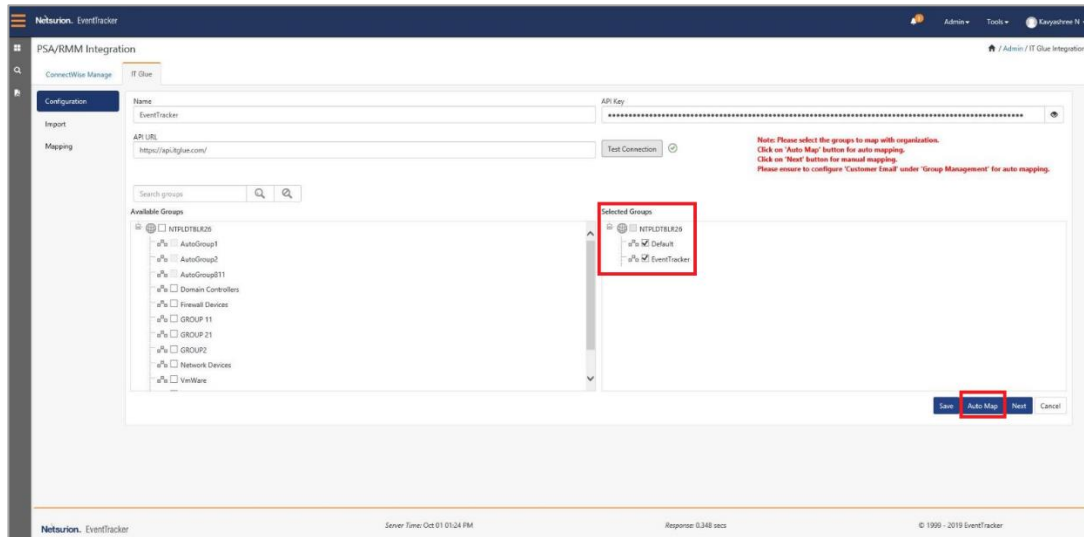 Netsurion. EventTracker
Admin Tools Kavyashree N
PSA/RMM Integration
/ Admin / IT Glue Integration
ConnectWise Manage IT Glue
Configuration
Import
Mapping
Name
EventTracker
API Key
API URL
https://api.itglue.com/
Test Connection
Note: Please select the groups to map with organization.
Click on 'Auto Map' button for auto mapping.
Click on 'Next' button for manual mapping.
Please ensure to configure 'Customer Email' under 'Group Management' for auto mapping.
Search groups
Available Groups
NTPLDTBLR26
AutoGroup1
AutoGroup2
AutoGroup311
Domain Controllers
Firewall Devices
GROUP 11
GROUP 21
GROUP2
Network Devices
VmWare
Selected Groups
NTPLDTBLR26
Default
EventTracker
Save Auto Map Next Cancel
Netsurion. EventTracker
Server Time: Oct 01 01:24 PM
Response: 0.348 secs
© 1999 - 2019 EventTracker